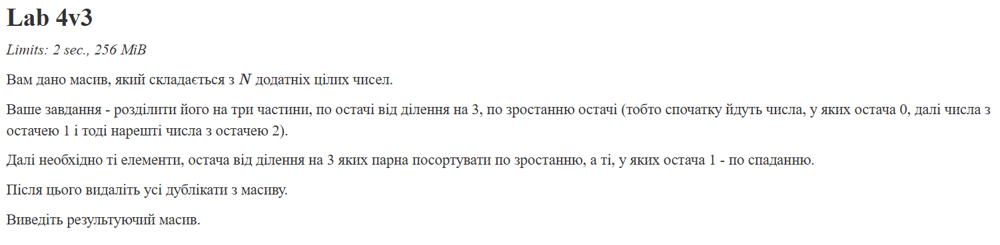 Lab 4v3
Limits: 2 sec., 256 MiB
Вам дано масив, який складається з N додатніх цілих чисел.
Ваше завдання - розділити його на три частини, по остачі від ділення на 3, по зростанню остачі (тобто спочатку йдуть числа, у яких остача 0, далі числа з
остачею 1 і тоді нарешті числа з остачею 2).
Далі необхідно ті елементи, остача від ділення на 3 яких парна посортувати по зростанню, а ті, у яких остача 1 - по спаданню.
Після цього видаліть усі дублікати з масиву.
Виведіть результуючий масив.